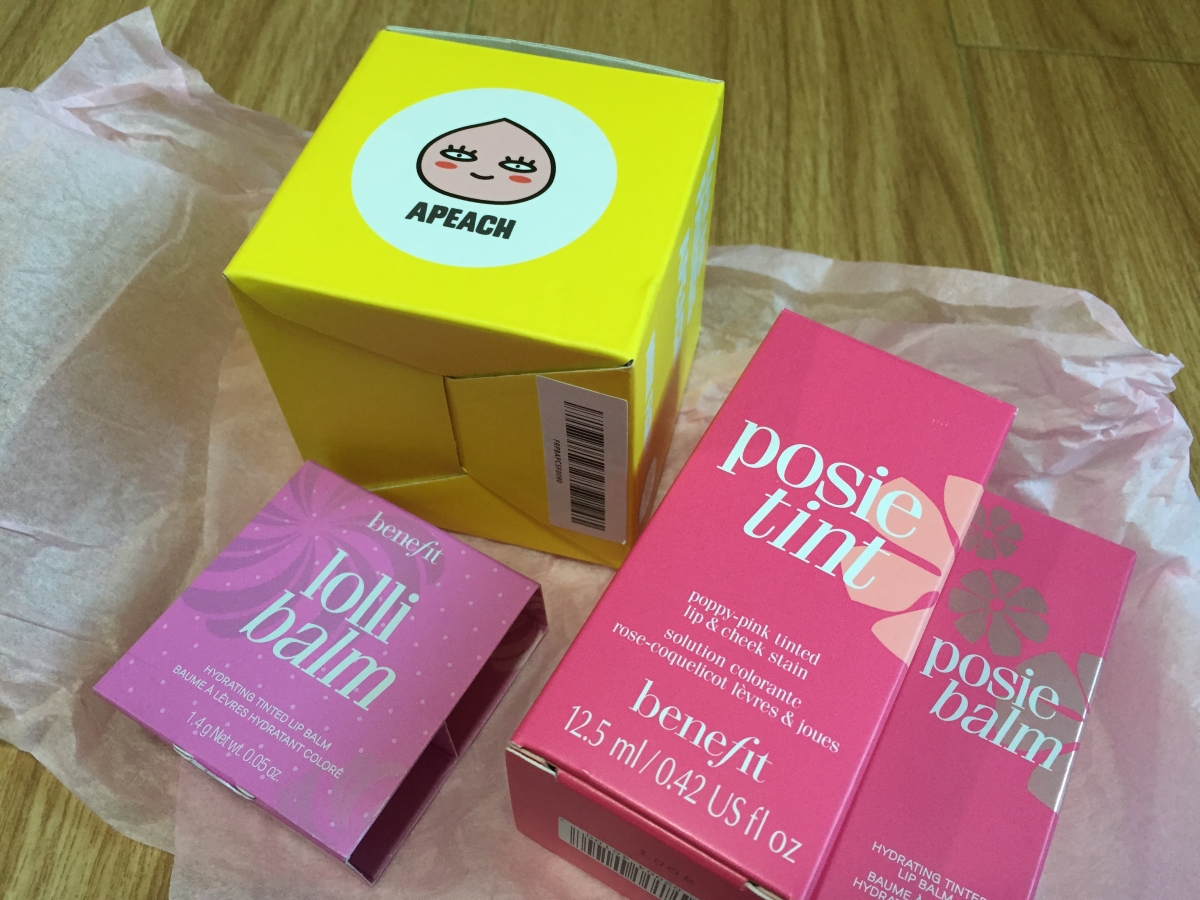 APEACH
benefit
lolli
balm
HYDRATING TINTED LIP BALM
BAUME À LÈVRES HYDRATANT COLORÉ
1.4 g Net wt. 0.05 oz.
posie
tint
poppy-pink tinted
lip & cheek stain
solution colorante
rose-coquelicot lèvres & joues
benefit
12.5 ml / 0.42 US fl oz
posie
balm
HYDRATING TINTED
LIP BALM
BAUME À